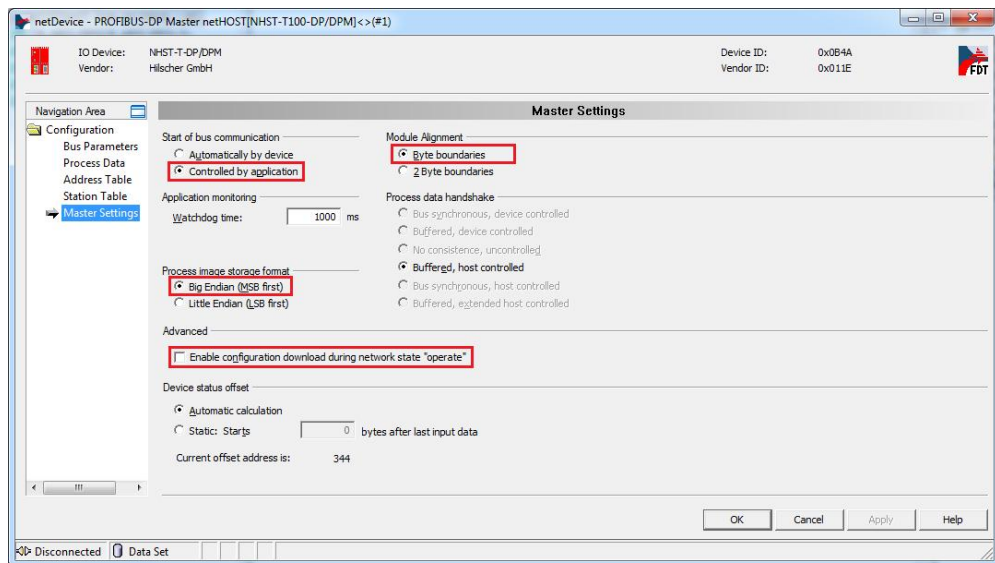 netDevice - PROFIBUS-DP Master netHOST[NHST-T100-DP/DPM]<>(#1)
IO Device: NHST-T-DP/DPM Device ID: 0x0B4A
Vendor: Hilscher GmbH Vendor ID: 0x011E
FDT
Navigation Area
Configuration
Bus Parameters
Process Data
Address Table
Station Table
Master Settings
Master Settings
Start of bus communication
Automatically by device
Controlled by application
Application monitoring
Watchdog time: 1000 ms
Process image storage format
Big Endian (MSB first)
Little Endian (LSB first)
Module Alignment
Byte boundaries
2 Byte boundaries
Process data handshake
Bus synchronous, device controlled
Buffered, device controlled
No consistence, uncontrolled
Buffered, host controlled
Bus synchronous, host controlled
Buffered, extended host controlled
Advanced
Enable configuration download during network state "operate"
Device status offset
Automatic calculation
Static: Starts 0 bytes after last input data
Current offset address is: 344
OK Cancel Apply Help
Disconnected Data Set